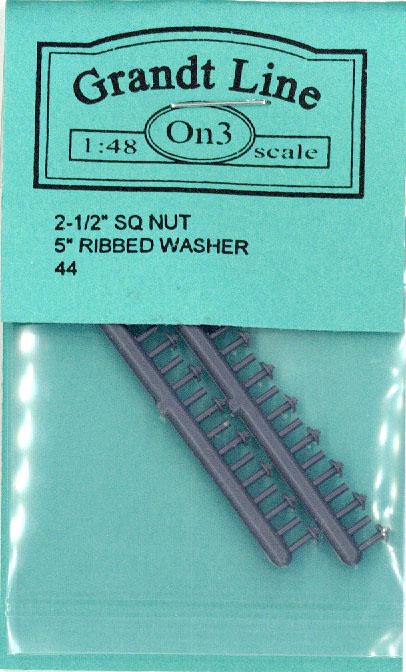 Grandt Line
On3
1:48 scale
2-1/2" SQ NUT
5" RIBBED WASHER
44